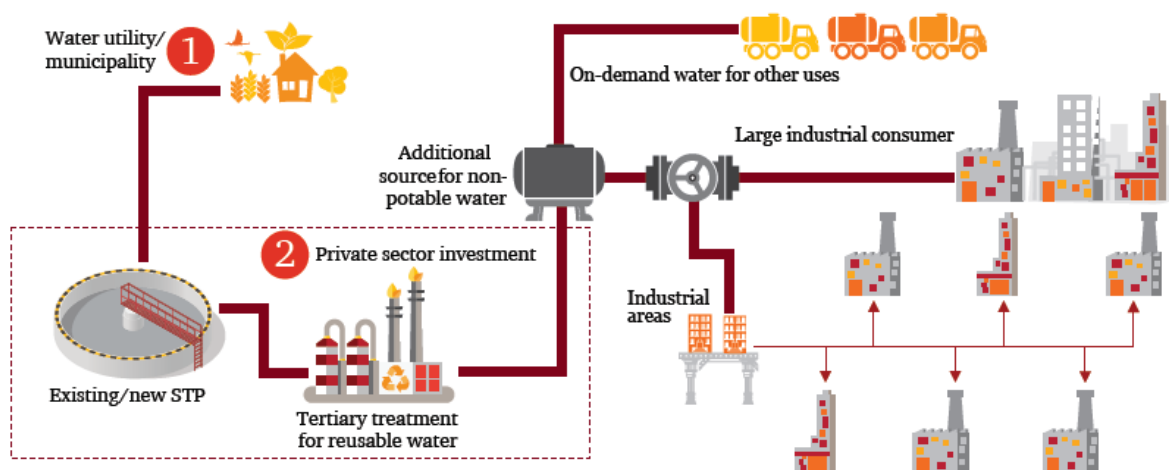 Water utility/
municipality
1
On-demand water for other uses
Large industrial consumer
Additional
source for non-
potable water
2
Private sector investment
Industrial
areas
Existing/new STP
Tertiary treatment
for reusable water